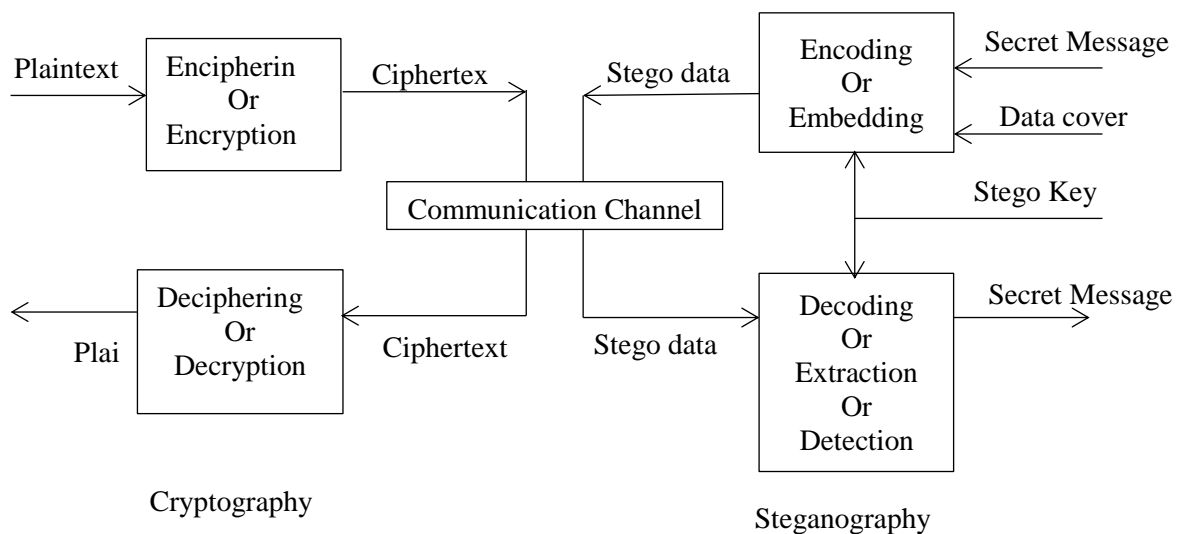 Plaintext
Encipherin
Or
Encryption
Ciphertex
Stego data
Encoding
Or
Embedding
Secret Message
Data cover
Communication Channel
Stego Key
Deciphering
Or
Decryption
Plai
Ciphertext
Stego data
Decoding
Or
Extraction
Or
Detection
Secret Message
Cryptography
Steganography